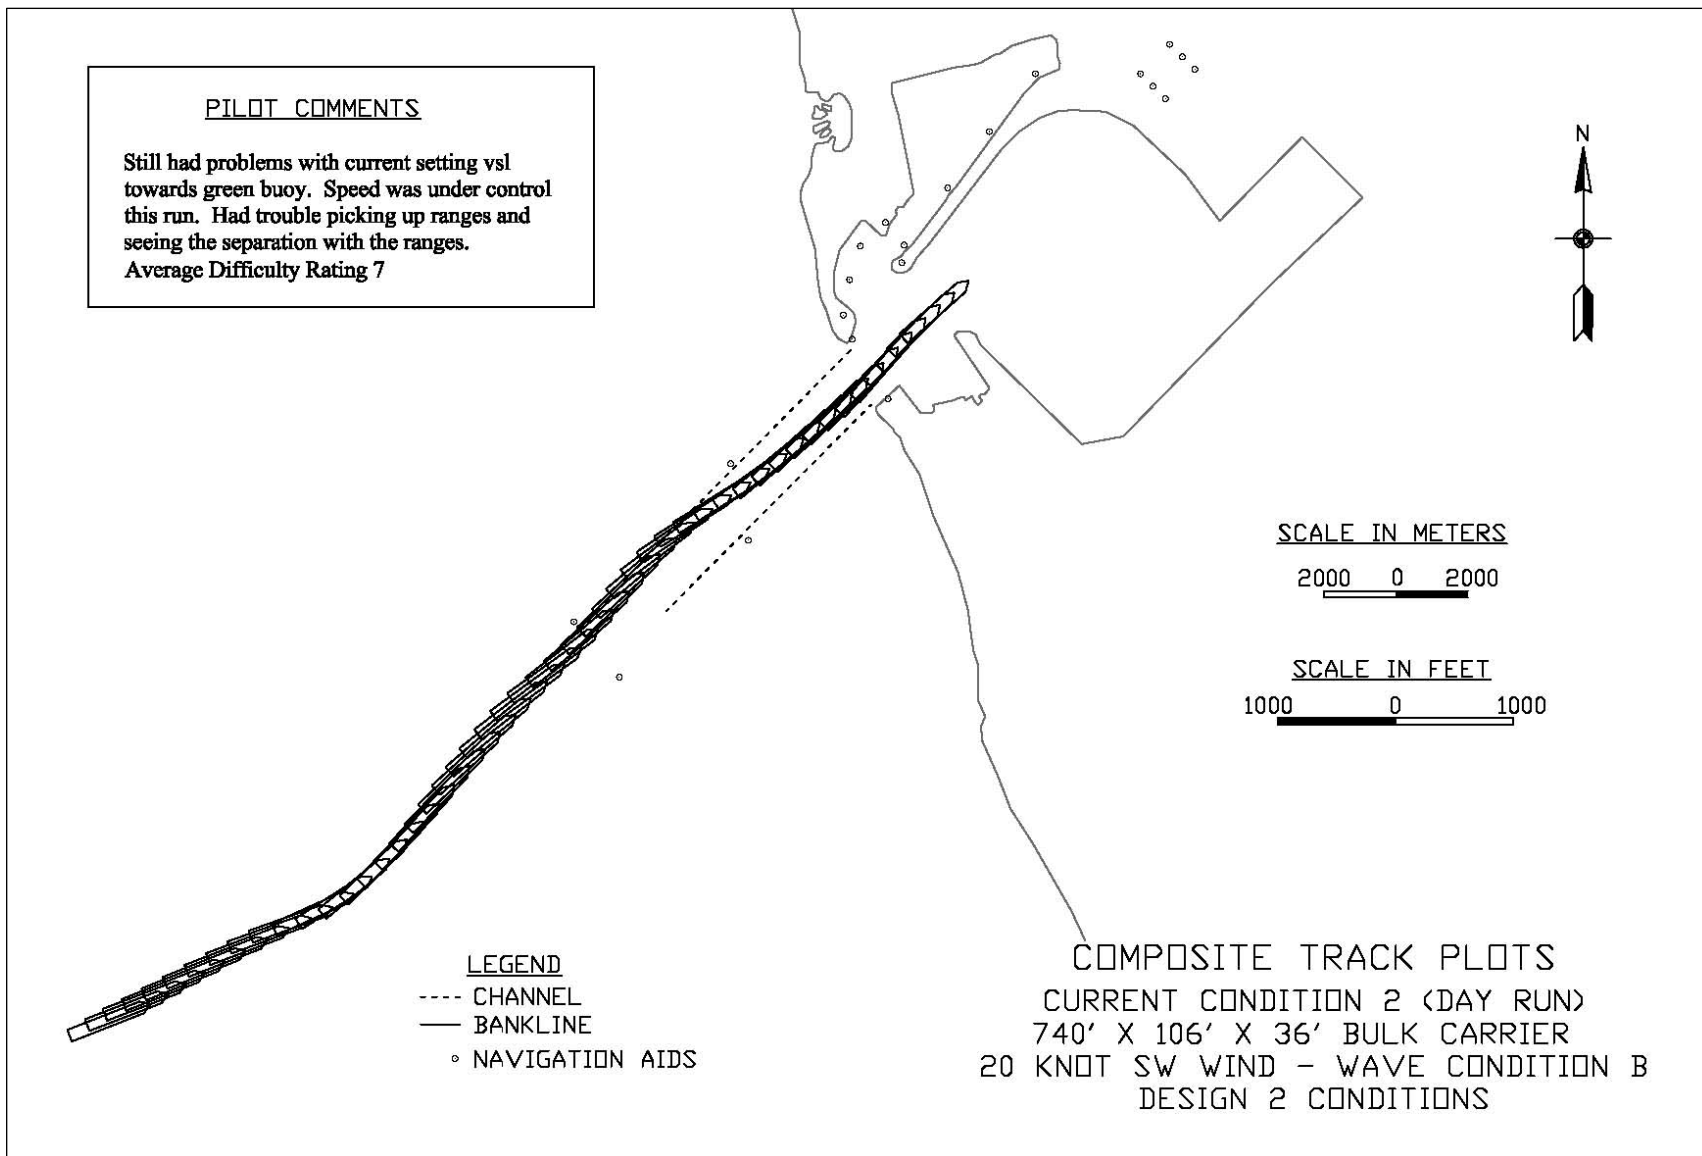 PILOT COMMENTS
Still had problems with current setting vsl
towards green buoy. Speed was under control
this run. Had trouble picking up ranges and
seeing the separation with the ranges.
Average Difficulty Rating 7
N
SCALE IN METERS
2000 0 2000
SCALE IN FEET
1000 0 1000
LEGEND
CHANNEL
BANKLINE
NAVIGATION AIDS
COMPOSITE TRACK PLOTS
CURRENT CONDITION 2 (DAY RUN)
740' X 106' X 36' BULK CARRIER
20 KNOT SW WIND - WAVE CONDITION B
DESIGN 2 CONDITIONS